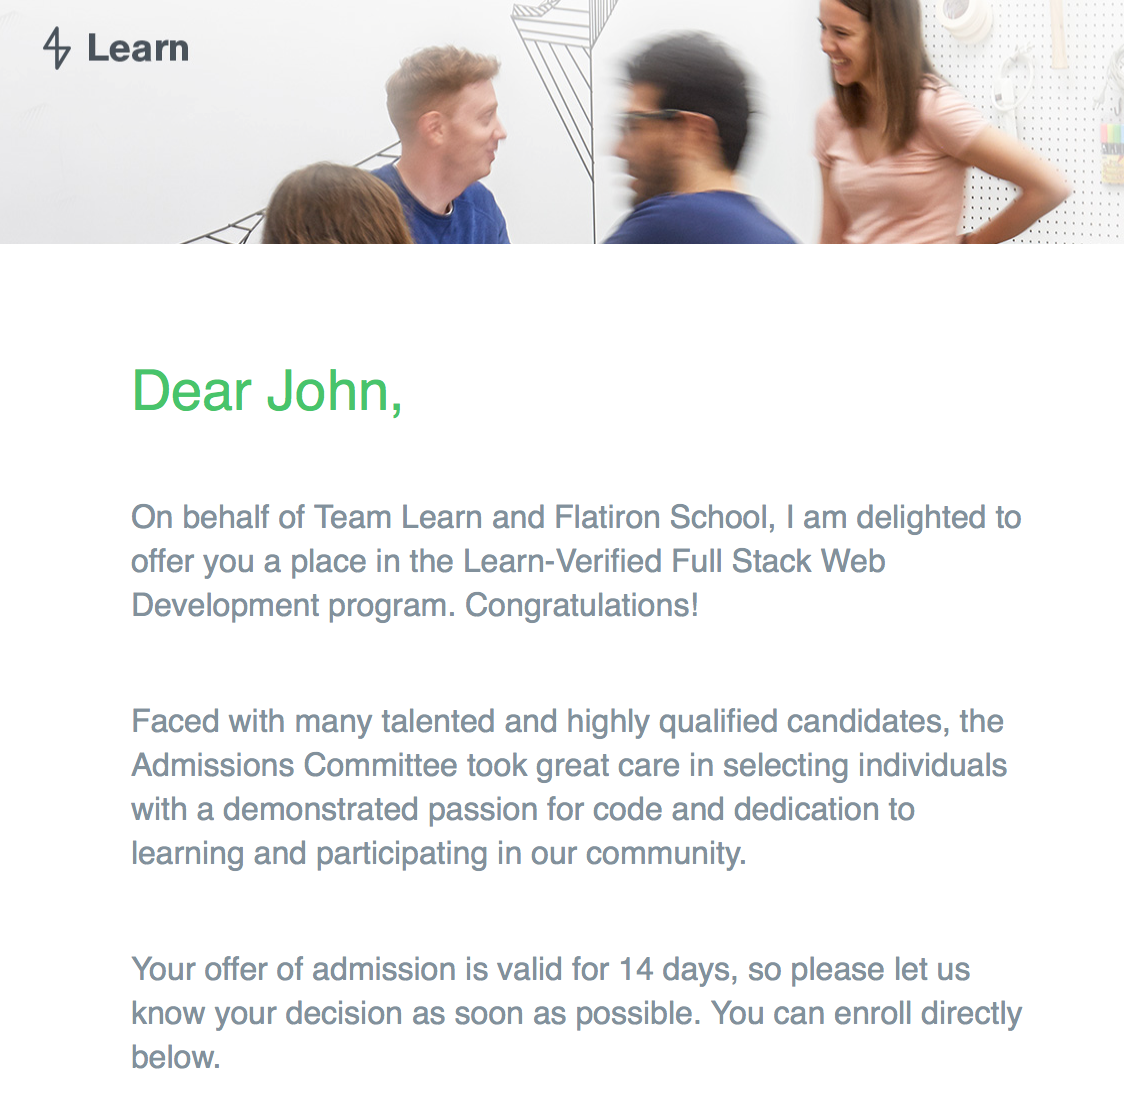 Learn
Dear John,
On behalf of Team Learn and Flatiron School, I am delighted to
offer you a place in the Learn-Verified Full Stack Web
Development program. Congratulations!
Faced with many talented and highly qualified candidates, the
Admissions Committee took great care in selecting individuals
with a demonstrated passion for code and dedication to
learning and participating in our community.
Your offer of admission is valid for 14 days, so please let us
know your decision as soon as possible. You can enroll directly
below.